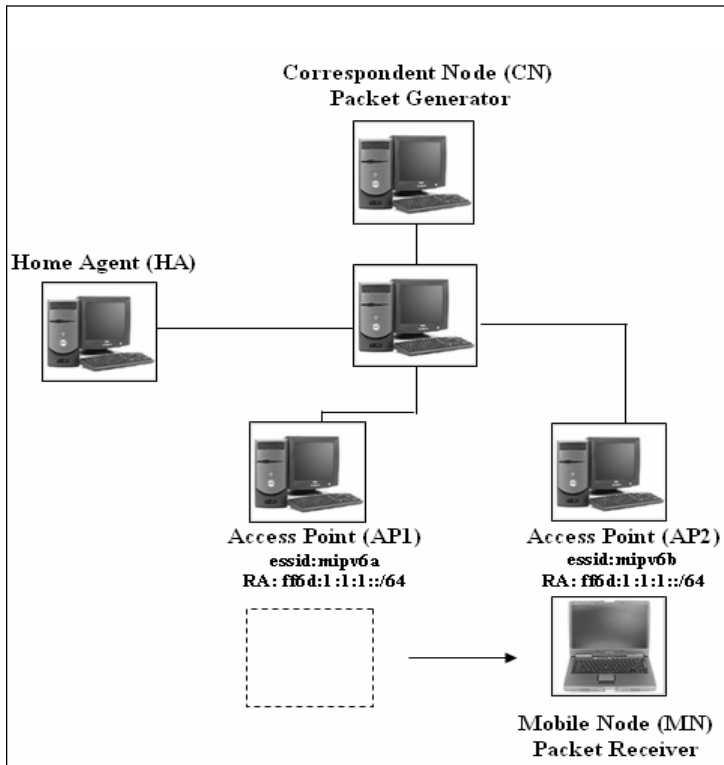 Correspondent Node (CN)
Packet Generator
Home Agent (HA)
Access Point (AP1)
essid:mipv6a
RA: ff6d:1:1:1::/64
Access Point (AP2)
essid:mipv6b
RA: ff6d:1:1:1::/64
Mobile Node (MN)
Packet Receiver